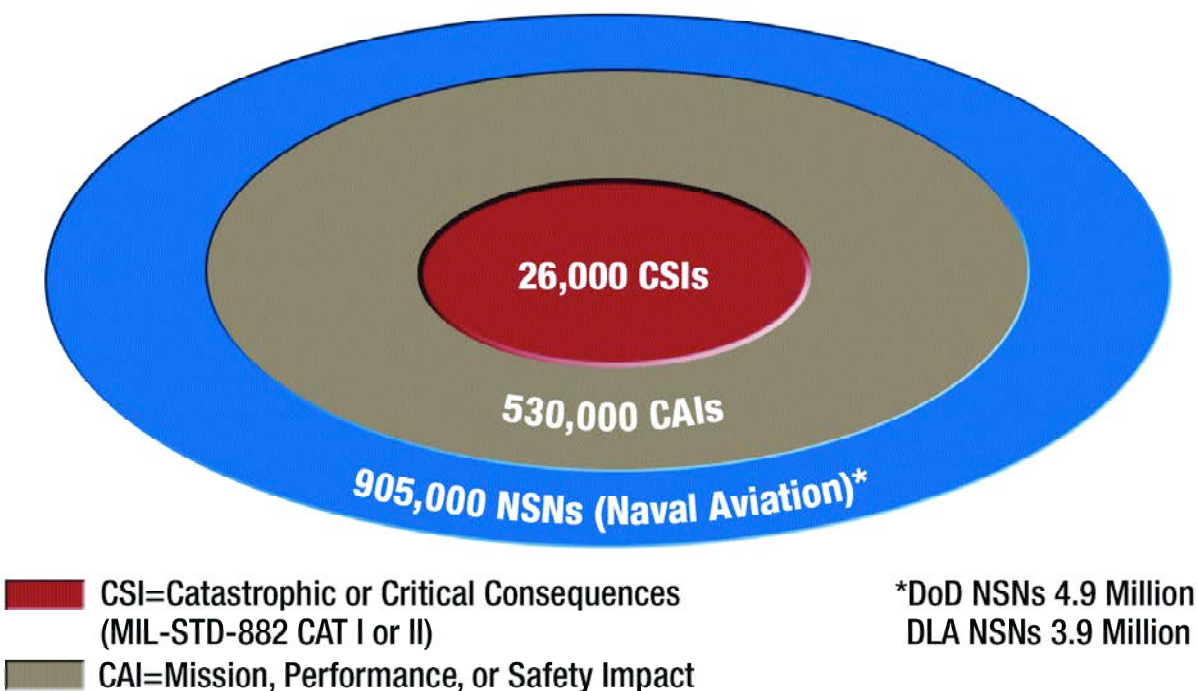 26,000 CSIs
530,000 CAIs
905,000 NSNs (Naval Aviation)*
CSI=Catastrophic or Critical Consequences
(MIL-STD-882 CAT I or II)
CAI=Mission, Performance, or Safety Impact
*DoD NSNs 4.9 Million
DLA NSNs 3.9 Million